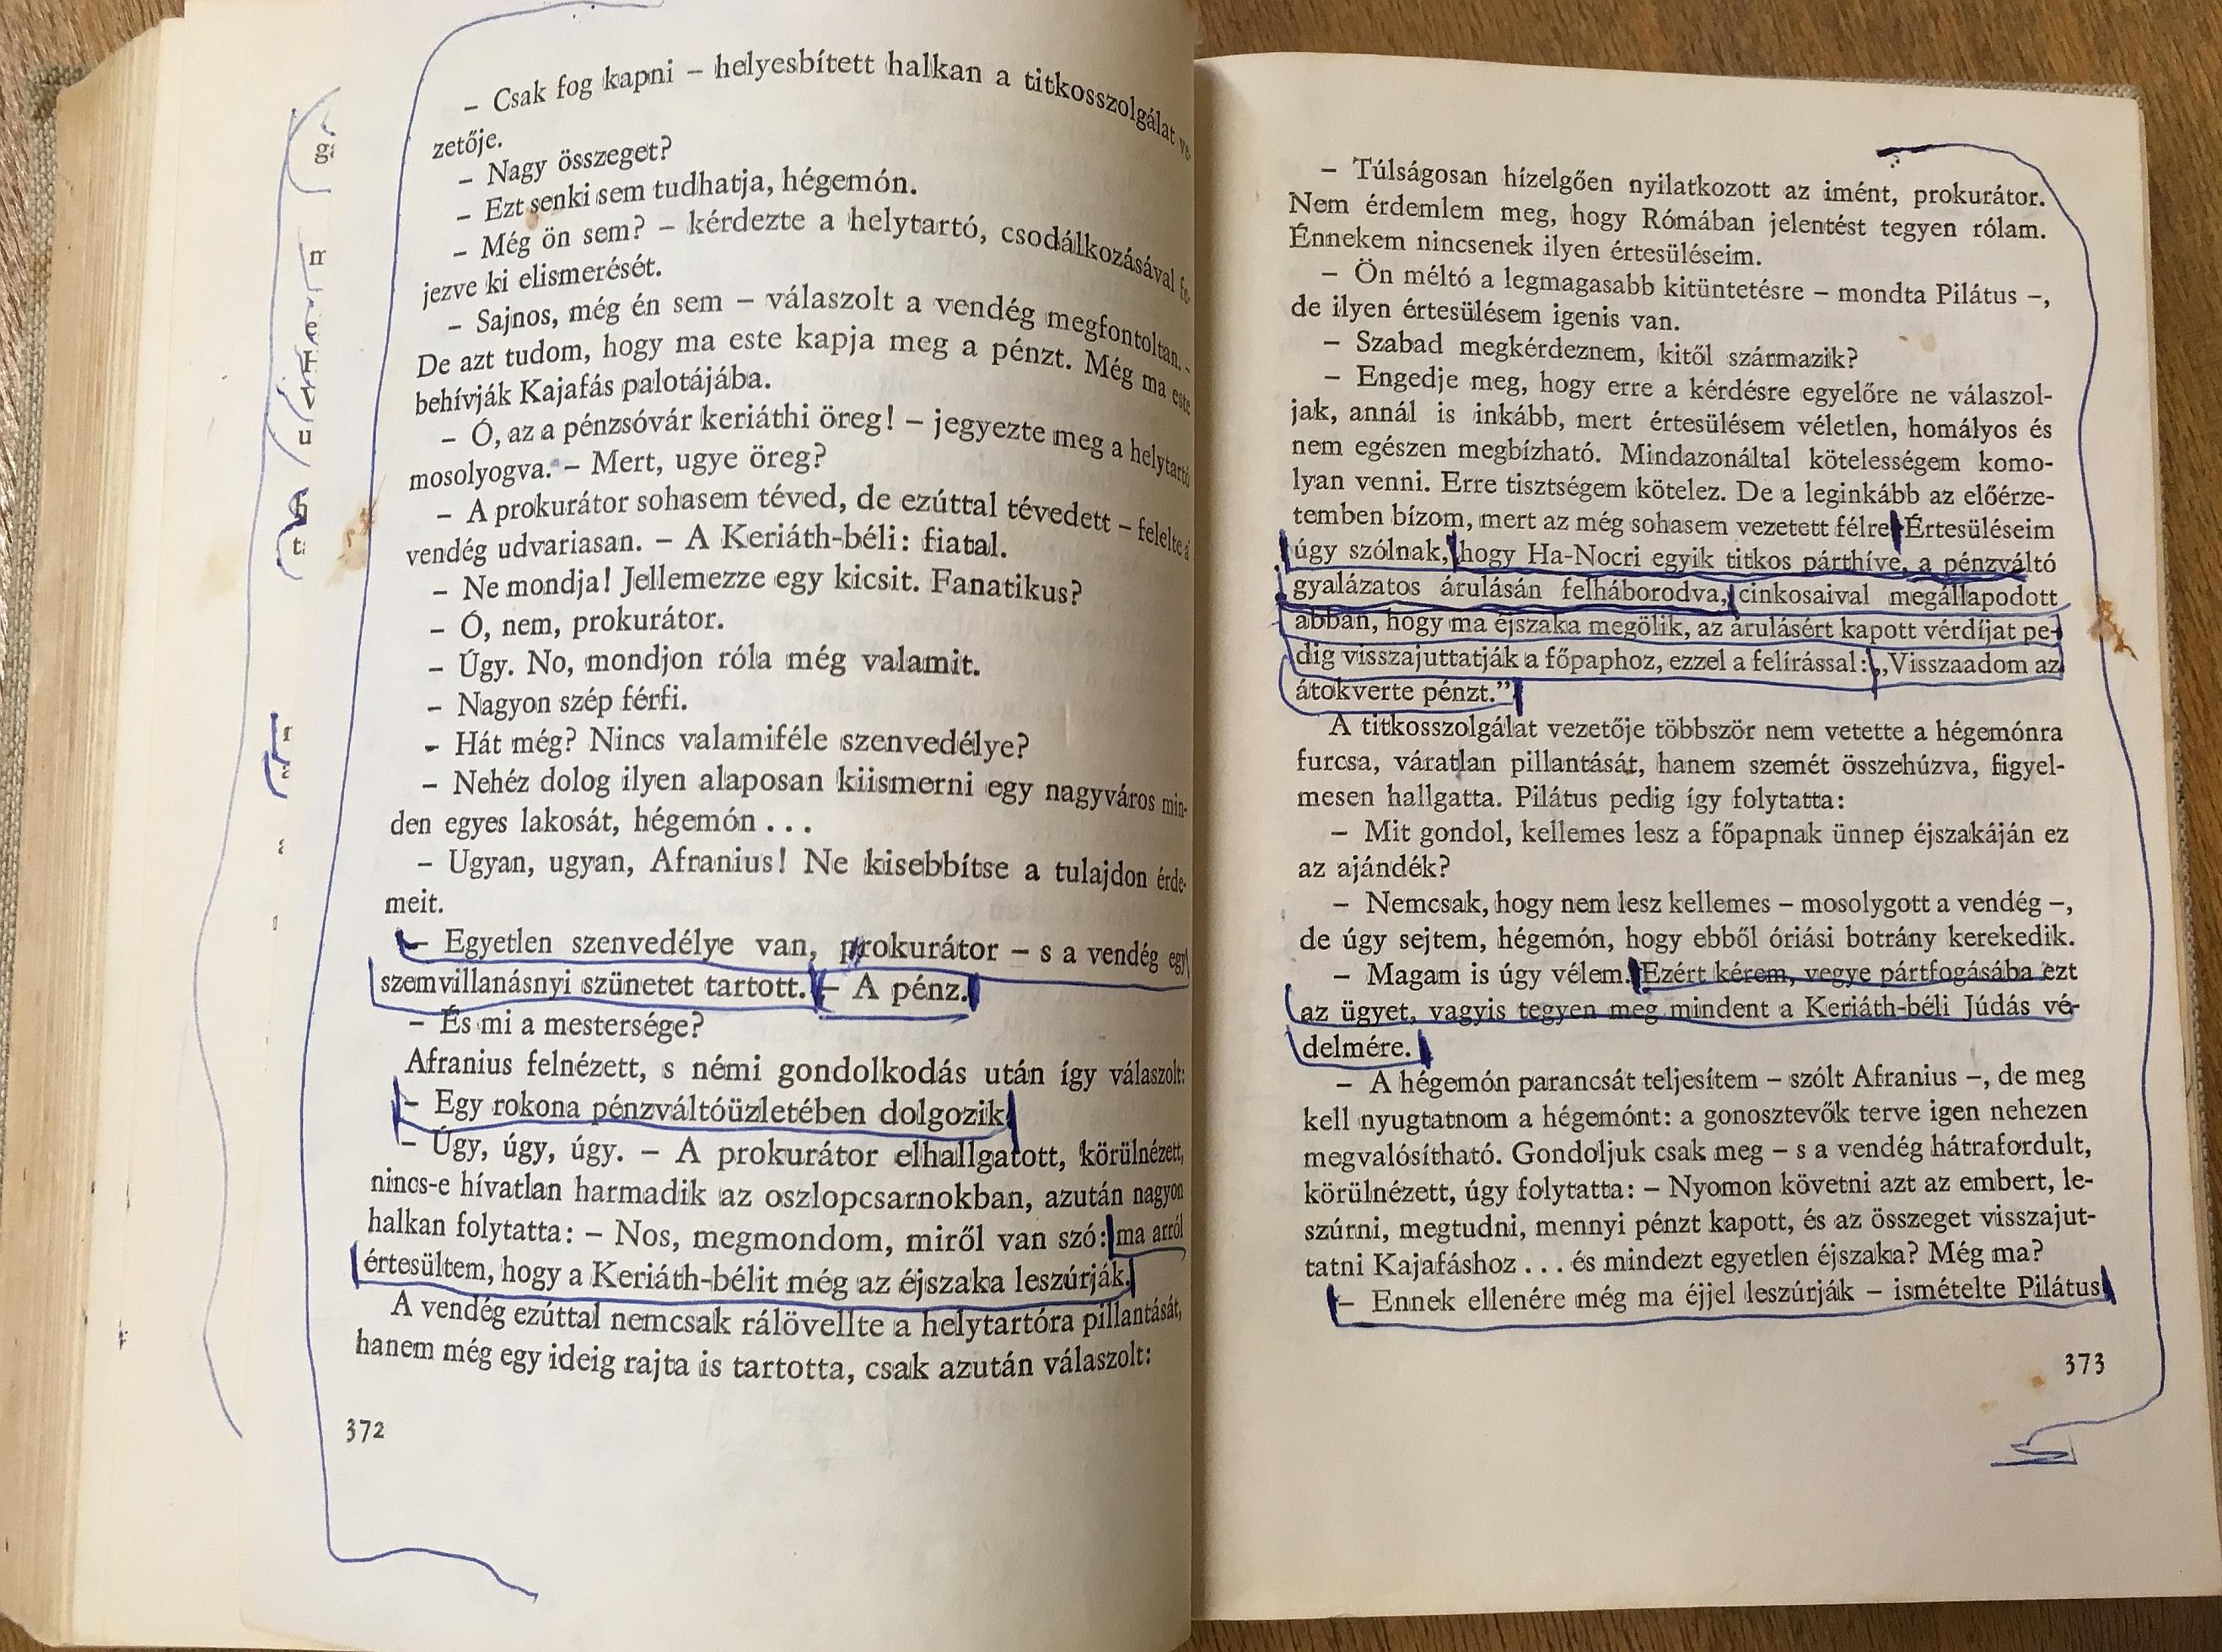 – Csak fog kapni – helyesbített halkan a titkosszolgálat ve-
zetője.
– Nagy összeget?
– Ezt senki sem tudhatja, hégemón.
– Még ön sem? – kérdezte a helytartó, csodálkozásával fe-
jezve ki elismerését.
– Sajnos, még én sem – válaszolt a vendég megfontoltan. –
De azt tudom, hogy ma este kapja meg a pénzt. Még ma este
behívják Kajafás palotájába.
– Ó, az a pénzsóvár keriáthi öreg! – jegyezte meg a helytartó
mosolyogva. – Mert, ugye öreg?
– A prokurátor sohasem téved, de ezúttal tévedett – felelte a
vendég udvariasan. – A Keriáth-béli: fiatal.
– Ne mondja! Jellemezze egy kicsit. Fanatikus?
– Ó, nem, prokurátor.
– Úgy. No, mondjon róla még valamit.
– Nagyon szép férfi.
– Hát még? Nincs valamiféle szenvedélye?
– Nehéz dolog ilyen alaposan kiismerni egy nagyváros min-
den egyes lakosát, hégemón . . .
– Ugyan, ugyan, Afranius! Ne kisebbítse a tulajdon érde-
meit.
– Egyetlen szenvedélye van, prokurátor – s a vendég egy
szemvillanásnyi szünetet tartott. – A pénz.
– És mi a mestersége?
Afranius felnézett, s némi gondolkodás után így válaszolt:
– Egy rokona pénzváltóüzletében dolgozik.
– Úgy, úgy, úgy. – A prokurátor elhallgatott, körülnézett,
nincs-e hívatlan harmadik az oszlopcsarnokban, azután nagyon
halkan folytatta: – Nos, megmondom, miről van szó: ma arról
értesültem, hogy a Keriáth-bélit még az éjszaka leszúrják.
A vendég ezúttal nemcsak rálövellte a helytartóra pillantását,
hanem még egy ideig rajta is tartotta, csak azután válaszolt:
372
– Túlságosan hízelgően nyilatkozott az imént, prokurátor.
Nem érdemlem meg, hogy Rómában jelentést tegyen rólam.
Énnekem nincsenek ilyen értesüléseim.
– Ön méltó a legmagasabb kitüntetésre – mondta Pilátus –,
de ilyen értesülésem igenis van.
– Szabad megkérdeznem, kitől származik?
– Engedje meg, hogy erre a kérdésre egyelőre ne válaszol-
jak, annál is inkább, mert értesülésem véletlen, homályos és
nem egészen megbízható. Mindazonáltal kötelességem komo-
lyan venni. Erre tisztségem kötelez. De a leginkább az előérze-
temben bízom, mert az még sohasem vezetett félre. Értesüléseim
úgy szólnak, hogy Ha-Nocri egyik titkos párthíve, a pénzváltó
gyalázatos árulásán felháborodva, cinkosaival megállapodott
abban, hogy ma éjszaka megölik, az árulásért kapott vérdíjat pe-
dig visszajuttatják a főpaphoz, ezzel a felírással: „Visszaadom az
átokverte pénzt.”
A titkosszolgálat vezetője többször nem vetette a hégemónra
furcsa, váratlan pillantását, hanem szemét összehúzva, figyel-
mesen hallgatta. Pilátus pedig így folytatta:
– Mit gondol, kellemes lesz a főpapnak ünnep éjszakáján ez
az ajándék?
– Nemcsak, hogy nem lesz kellemes – mosolygott a vendég –,
de úgy sejtem, hégemón, hogy ebből óriási botrány kerekedik.
– Magam is úgy vélem. Ezért kérem, vegye pártfogásába ezt
az ügyet, vagyis tegyen meg mindent a Keriáth-béli Júdás vé-
delmére.
– A hégemón parancsát teljesítem – szólt Afranius –, de meg
kell nyugtatnom a hégemónt: a gonosztevők terve igen nehezen
megvalósítható. Gondoljuk csak meg – s a vendég hátrafordult,
körülnézett, úgy folytatta: – Nyomon követni azt az embert, le-
szúrni, megtudni, mennyi pénzt kapott, és az összeget visszajut-
tatni Kajafáshoz . . . és mindezt egyetlen éjszaka? Még ma?
– Ennek ellenére még ma éjjel leszúrják – ismételte Pilátus.
373